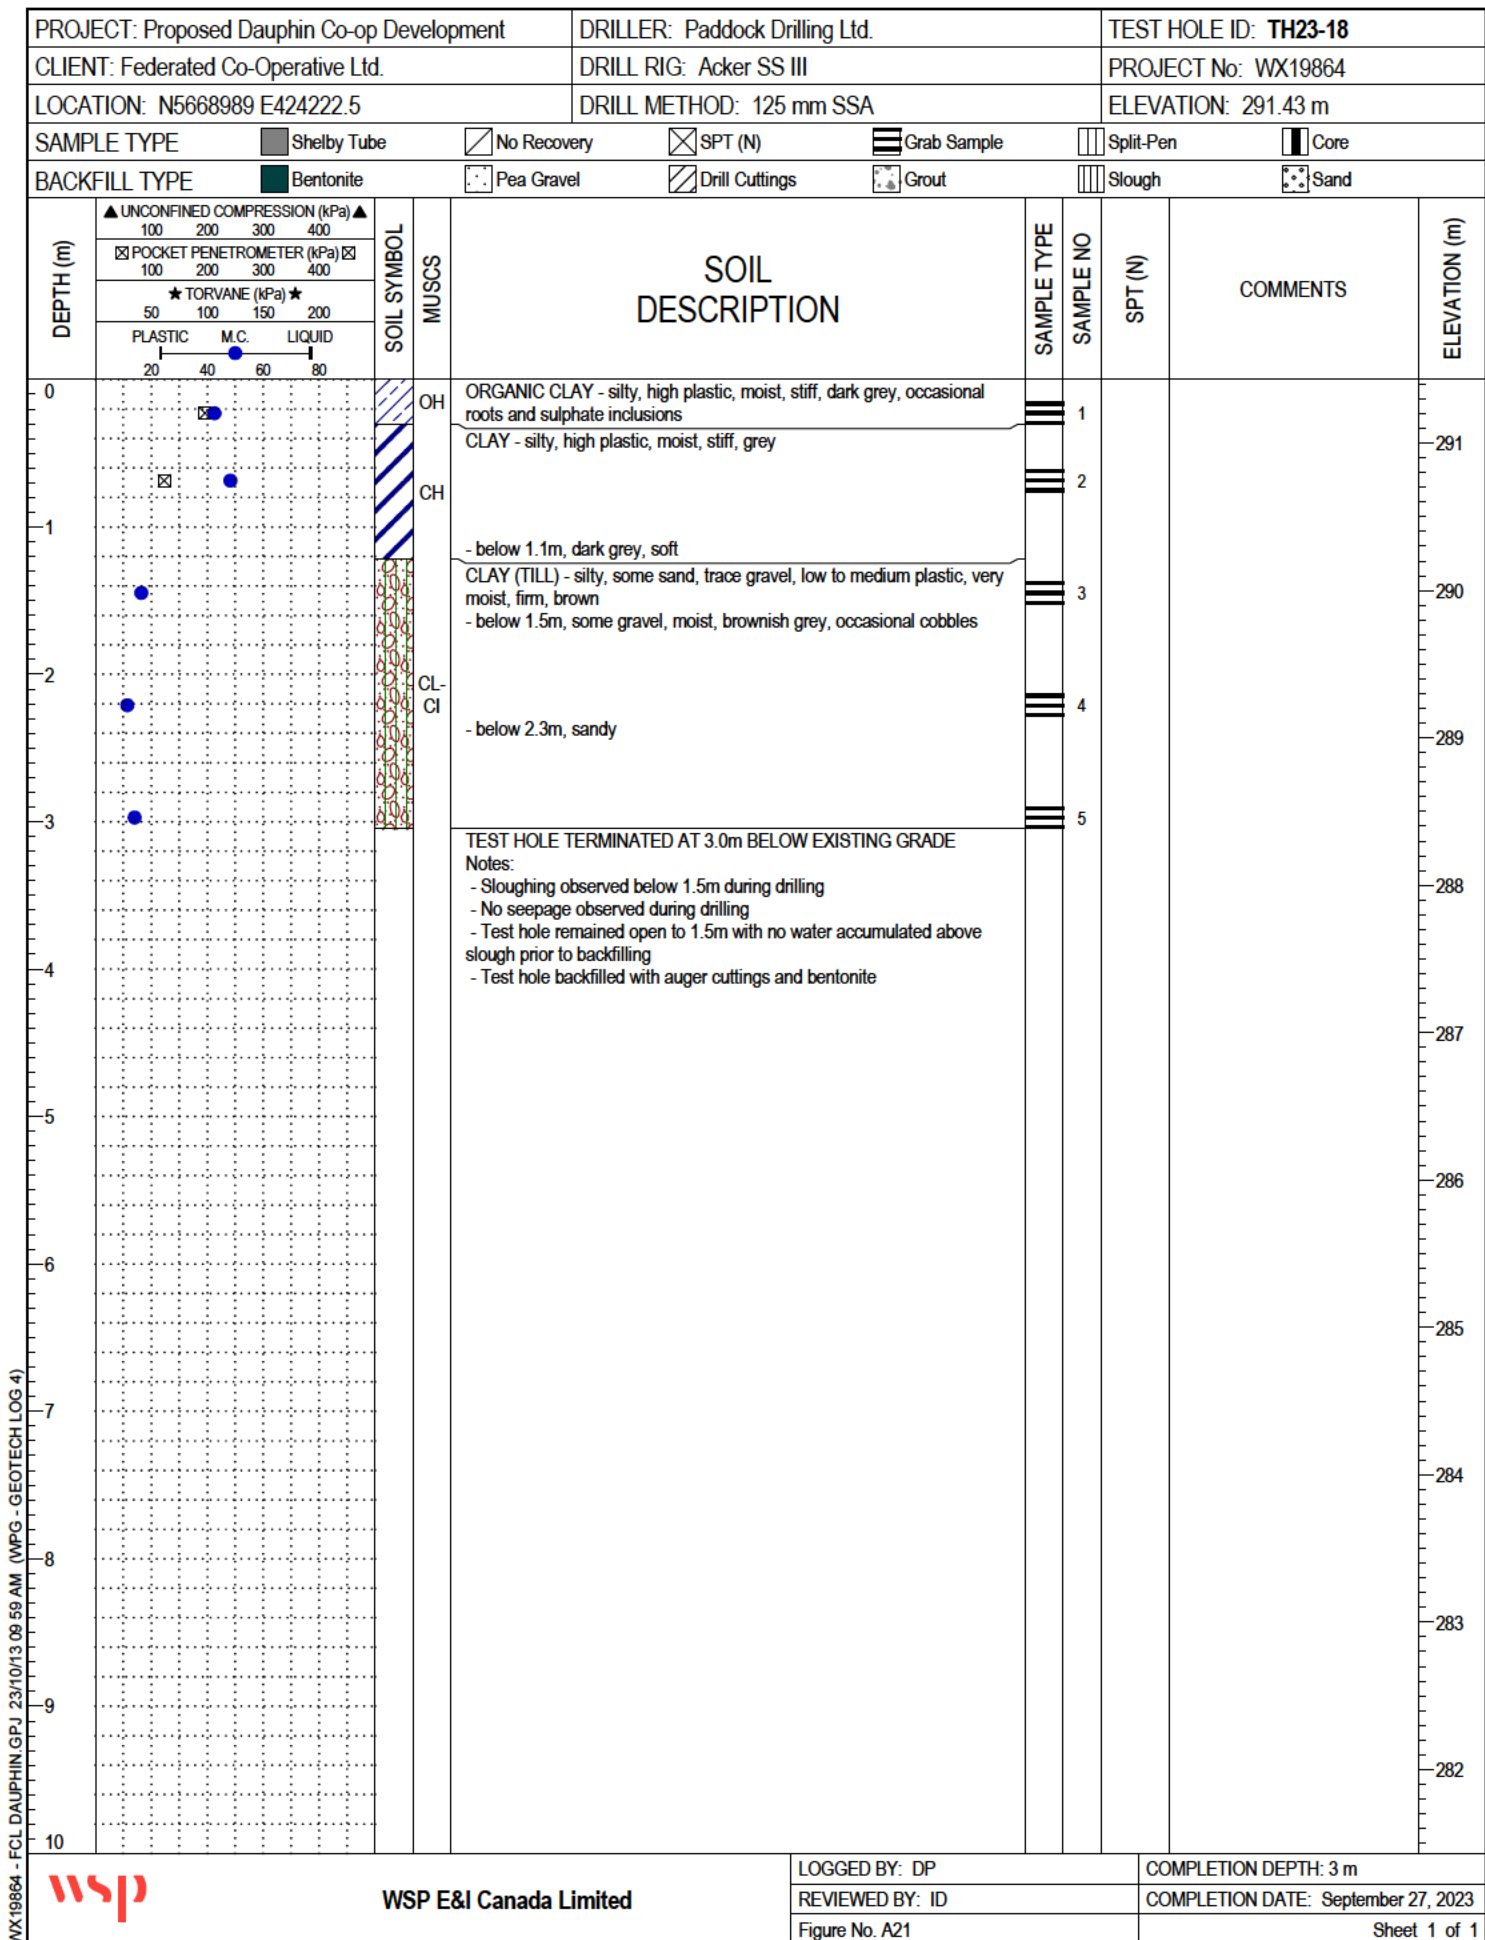 PROJECT: Proposed Dauphin Co-op Development
DRILLER: Paddock Drilling Ltd.
TEST HOLE ID: TH23-18
CLIENT: Federated Co-Operative Ltd.
DRILL RIG: Acker SS III
PROJECT No: WX19864
LOCATION: N5668989 E424222.5
DRILL METHOD: 125 mm SSA
ELEVATION: 291.43 m
SAMPLE TYPE Shelby Tube No Recovery SPT (N) Grab Sample Split-Pen Core
BACKFILL TYPE Bentonite Pea Gravel Drill Cuttings Grout Slough Sand
DEPTH (m)
UNCONFINED COMPRESSION (kPa)
100 200 300 400
POCKET PENETROMETER (kPa)
100 200 300 400
TORVANE (kPa)
50 100 150 200
PLASTIC M.C. LIQUID
20 40 60 80
SOIL SYMBOL
MUSCS
SOIL
DESCRIPTION
SAMPLE TYPE
SAMPLE NO
SPT (N)
COMMENTS
ELEVATION (m)
0
1
2
3
4
5
6
7
8
9
10
OH
CH
CL-
CI
ORGANIC CLAY - silty, high plastic, moist, stiff, dark grey, occasional
roots and sulphate inclusions
CLAY - silty, high plastic, moist, stiff, grey
- below 1.1m, dark grey, soft
CLAY (TILL) - silty, some sand, trace gravel, low to medium plastic, very
moist, firm, brown
- below 1.5m, some gravel, moist, brownish grey, occasional cobbles
- below 2.3m, sandy
TEST HOLE TERMINATED AT 3.0m BELOW EXISTING GRADE
Notes:
- Sloughing observed below 1.5m during drilling
- No seepage observed during drilling
- Test hole remained open to 1.5m with no water accumulated above
slough prior to backfilling
- Test hole backfilled with auger cuttings and bentonite
1
2
3
4
5
291
290
289
288
287
286
285
284
283
282
WX19864 - FCL DAUPHIN.GPJ 23/10/13 09 59 AM (WPG - GEOTECH LOG 4)
wsp
WSP E&I Canada Limited
LOGGED BY: DP
COMPLETION DEPTH: 3 m
REVIEWED BY: ID
COMPLETION DATE: September 27, 2023
Figure No. A21
Sheet 1 of 1